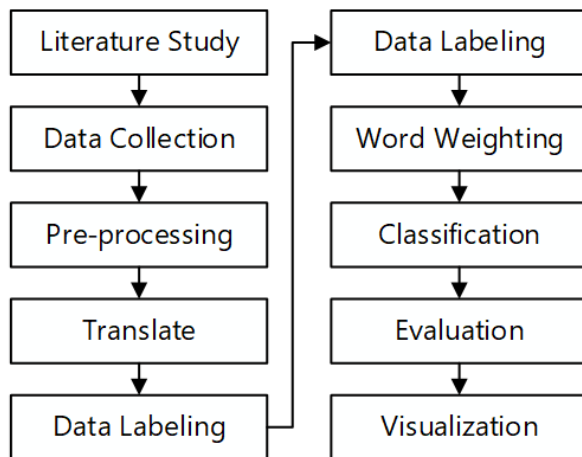 Literature Study
Data Collection
Pre-processing
Translate
Data Labeling
Data Labeling
Word Weighting
Classification
Evaluation
Visualization